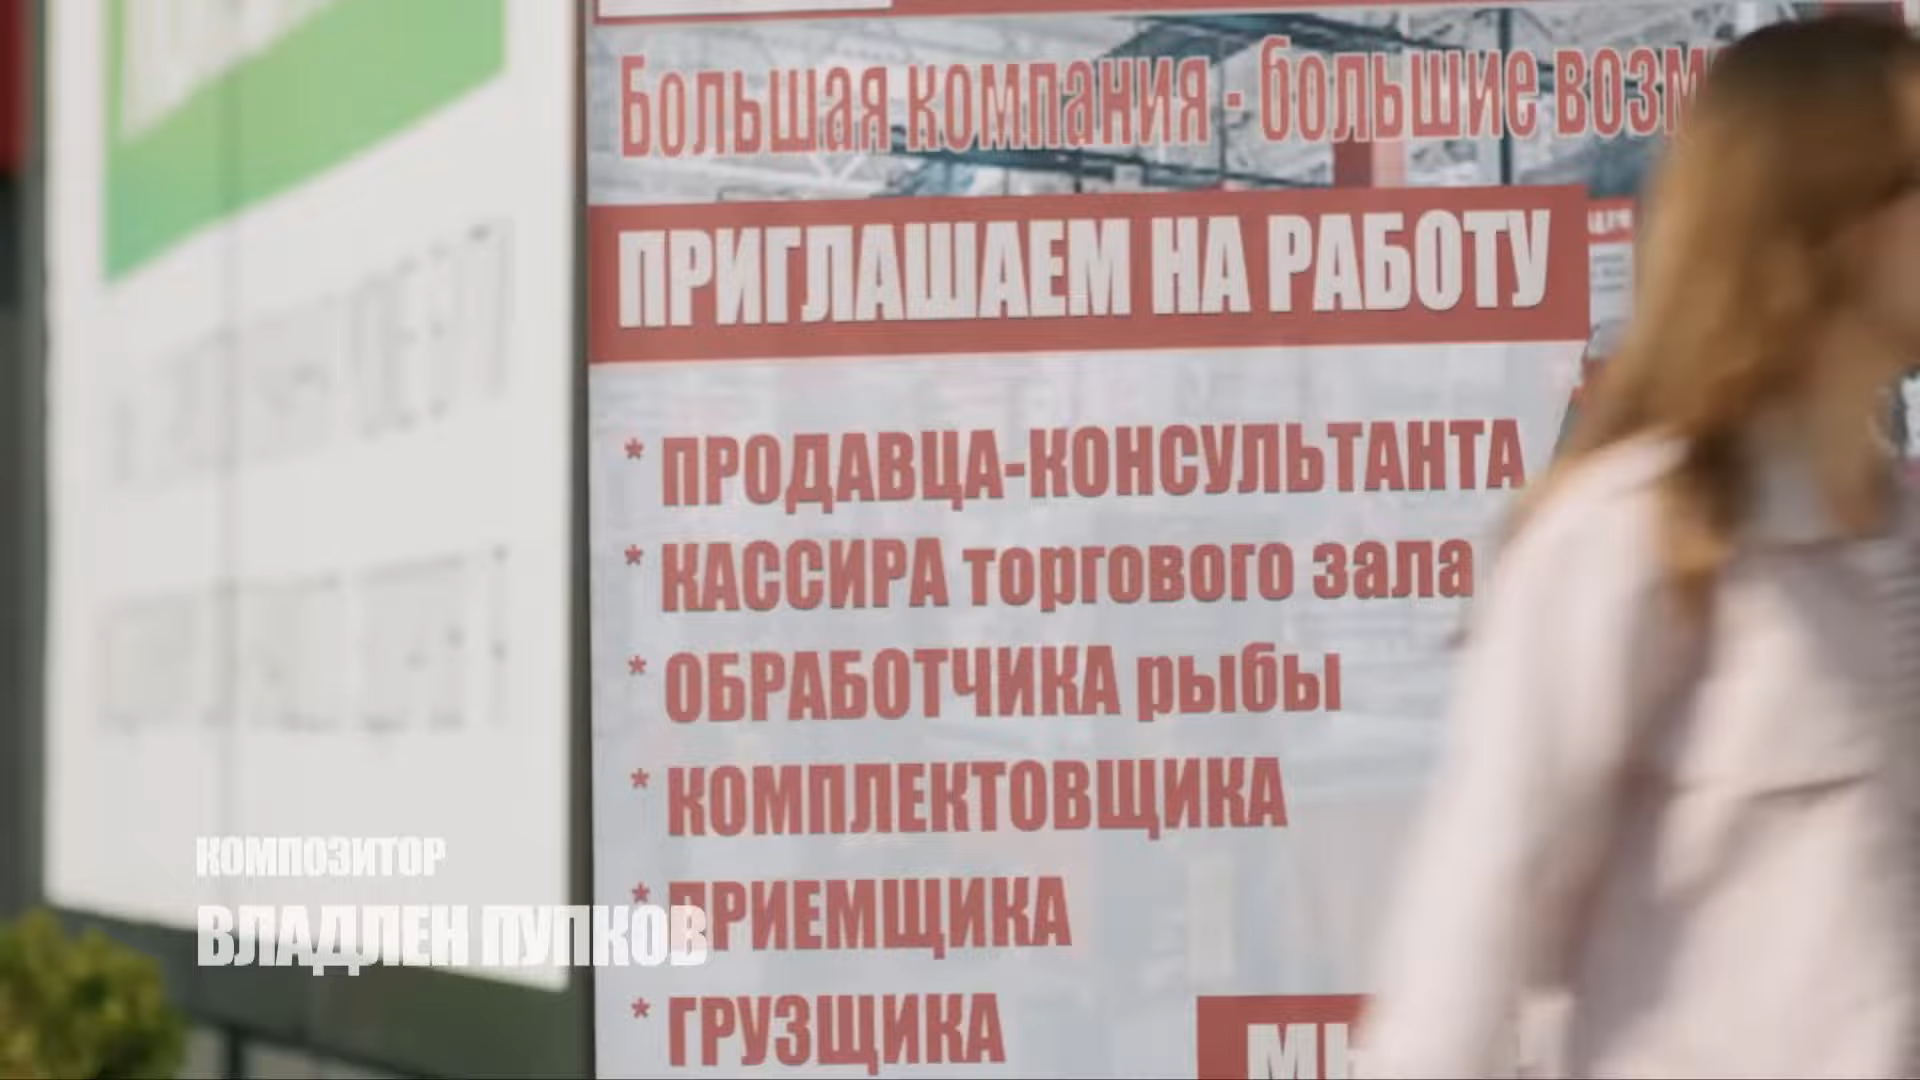 Большая компания - большие
ПРИГЛАШАЕМ НА РАБОТУ
* ПРОДАВЦА-КОНСУЛЬТАНТА
* КАССИРА торгового зала
* ОБРАБОТЧИКА рыбы
* КОМПЛЕКТОВЩИКА
* ПРИЕМЩИКА
* ГРУЗЩИКА
КОМПОЗИТОР
ВЛАДЛЕН ПУПКОВ